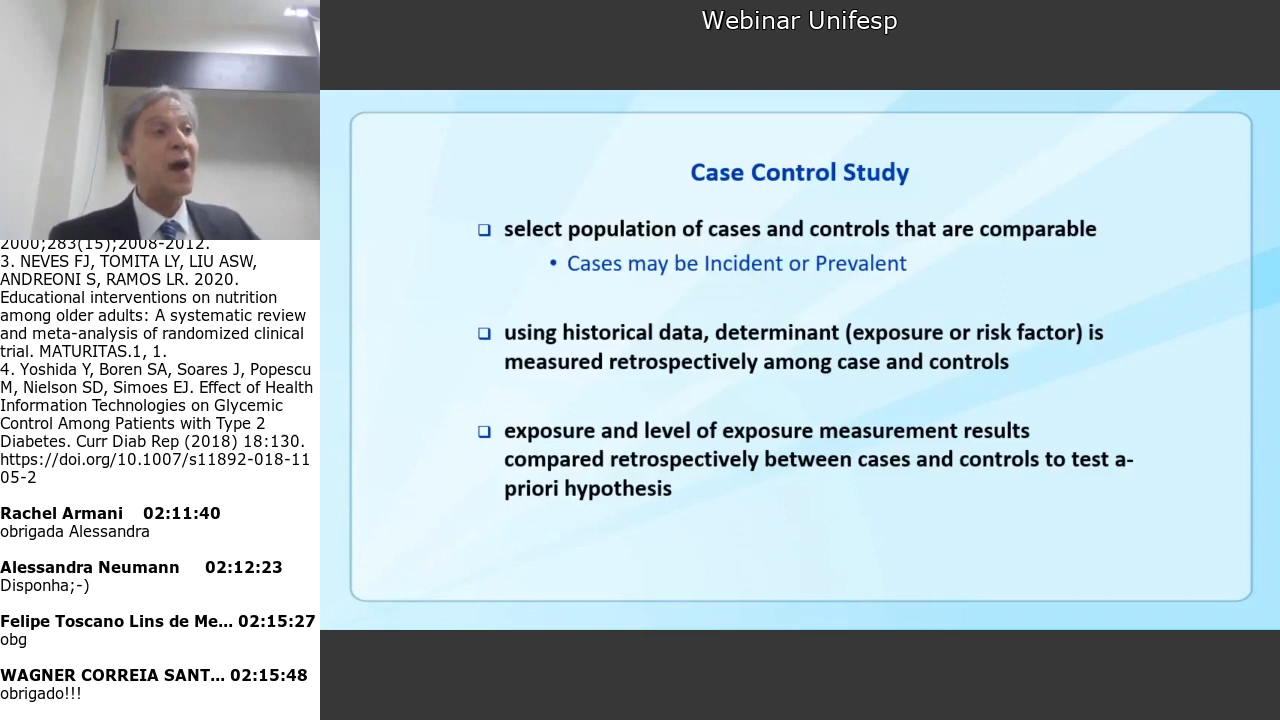 Webinar Unifesp
2000;283(15);2008-2012.
3. NEVES FJ, TOMITA LY, LIU ASW,
ANDREONI S, RAMOS LR. 2020.
Educational interventions on nutrition
among older adults: A systematic review
and meta-analysis of randomized clinical
trial. MATURITAS.1, 1.
4. Yoshida Y, Boren SA, Soares J, Popescu
M, Nielson SD, Simoes EJ. Effect of Health
Information Technologies on Glycemic
Control Among Patients with Type 2
Diabetes. Curr Diab Rep (2018) 18:130.
https://doi.org/10.1007/s11892-018-11
05-2
Rachel Armani 02:11:40
obrigada Alessandra
Alessandra Neumann 02:12:23
Disponha;-)
Felipe Toscano Lins de Me... 02:15:27
obg
WAGNER CORREIA SANT... 02:15:48
obrigado!!!
Case Control Study
❑ select population of cases and controls that are comparable
• Cases may be Incident or Prevalent
❑ using historical data, determinant (exposure or risk factor) is
measured retrospectively among case and controls
❑ exposure and level of exposure measurement results
compared retrospectively between cases and controls to test a-
priori hypothesis